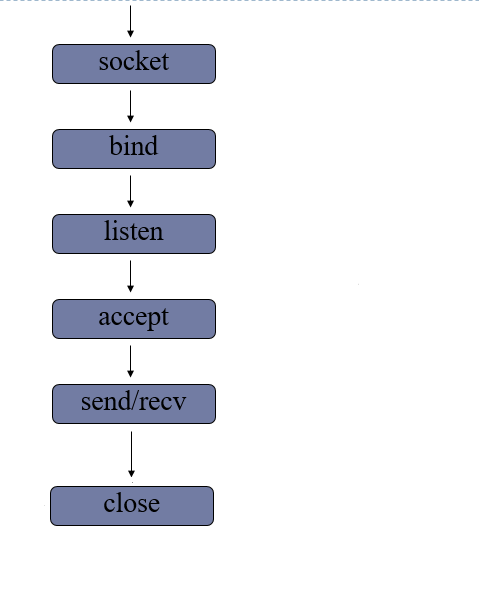 socket
bind
listen
accept
send/recv
close